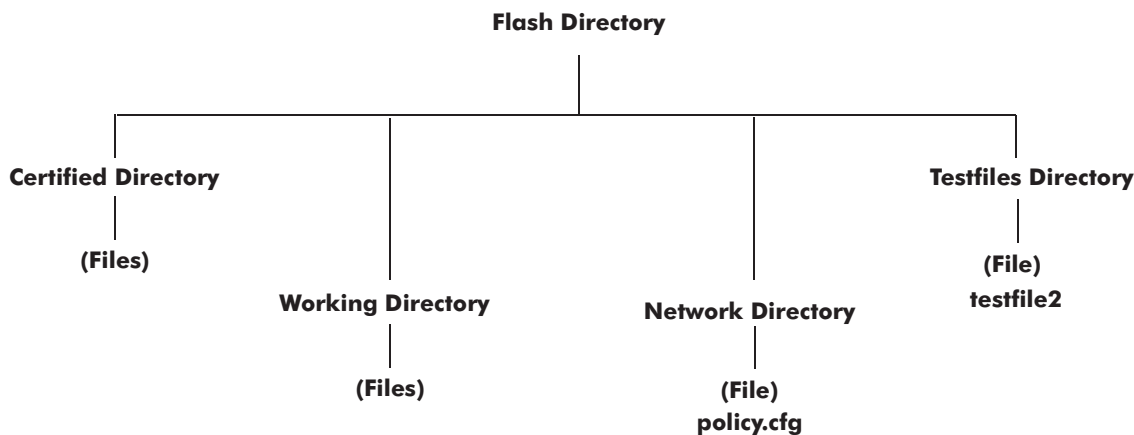 Flash Directory
Certified Directory
(Files)
Working Directory
(Files)
Network Directory
(File)
policy.cfg
Testfiles Directory
(File)
testfile2